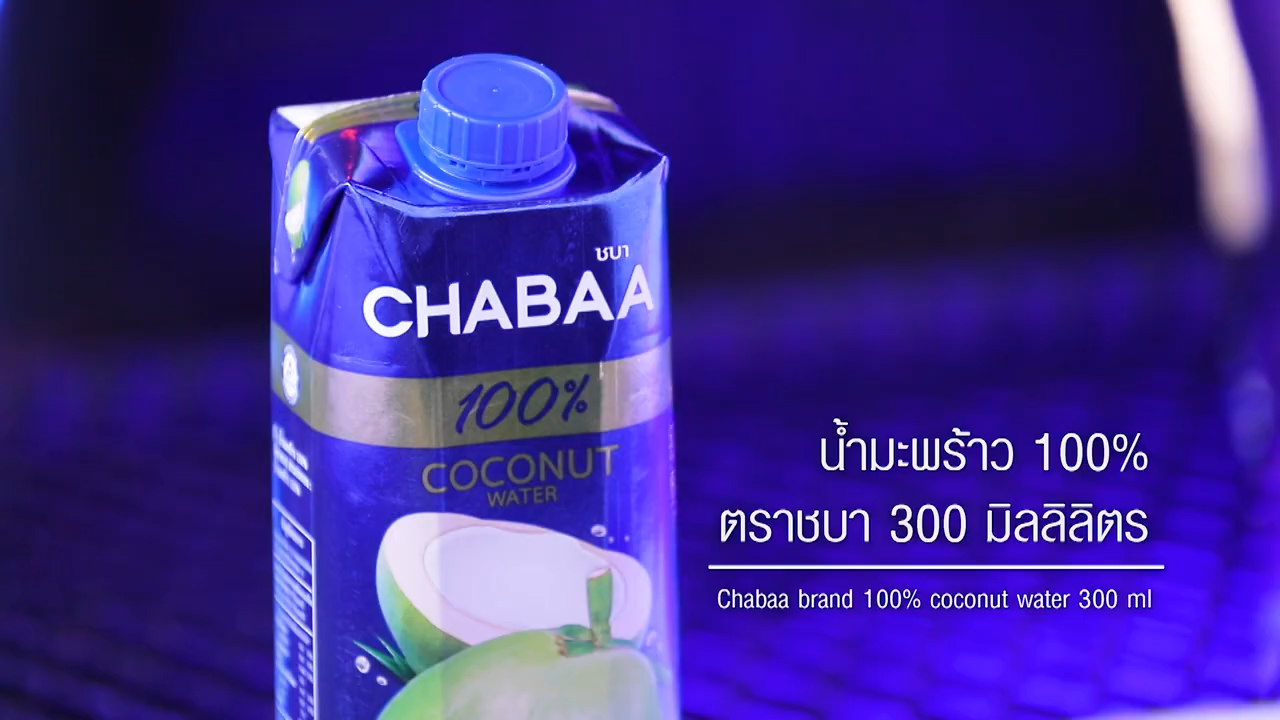 ชบา
CHABAA
100%
COCONUT
WATER
น้ำมะพร้าว 100%
ตราชบา 300 มิลลิลิตร
Chabaa brand 100% coconut water 300 ml